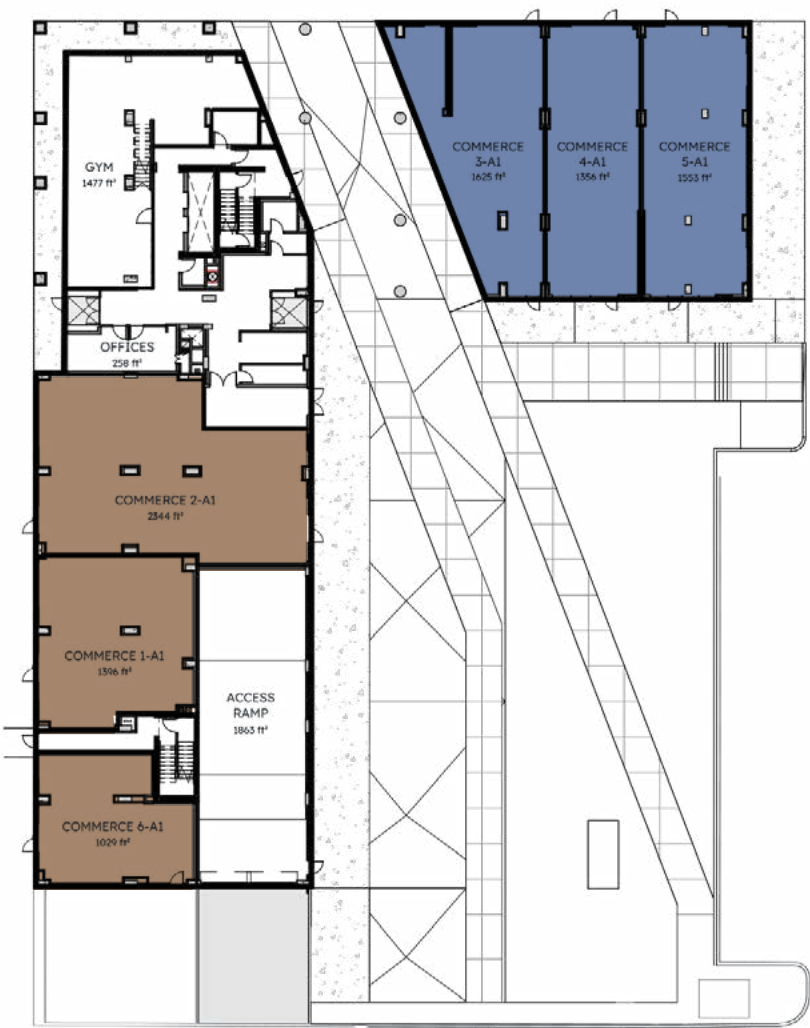 GYM
1477 ft²
COMMERCE
3-A1
1625 ft²
COMMERCE
4-A1
1356 ft²
COMMERCE
5-A1
1553 ft²
OFFICES
258 ft²
COMMERCE 2-A1
2344 ft²
COMMERCE 1-A1
1396 ft²
ACCESS
RAMP
1863 ft²
COMMERCE 6-A1
1029 ft²